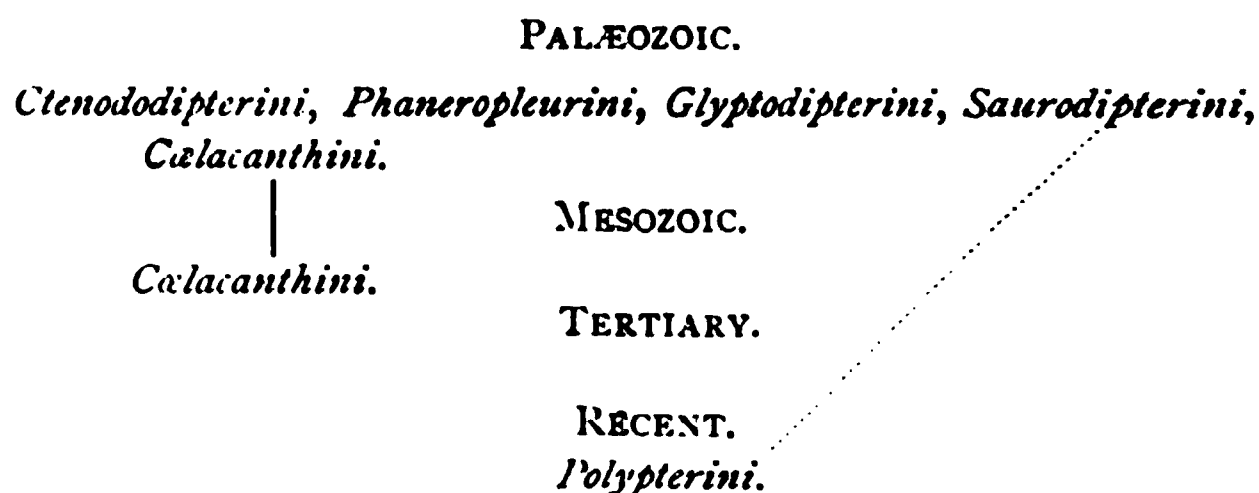 PALÆOZOIC.
Ctenododipterini, Phaneropleurini, Glyptodipterini, Saurodipterini,
Cœlacanthini.
MESOZOIC.
Cœlacanthini.
TERTIARY.
RECENT.
Polypterini.